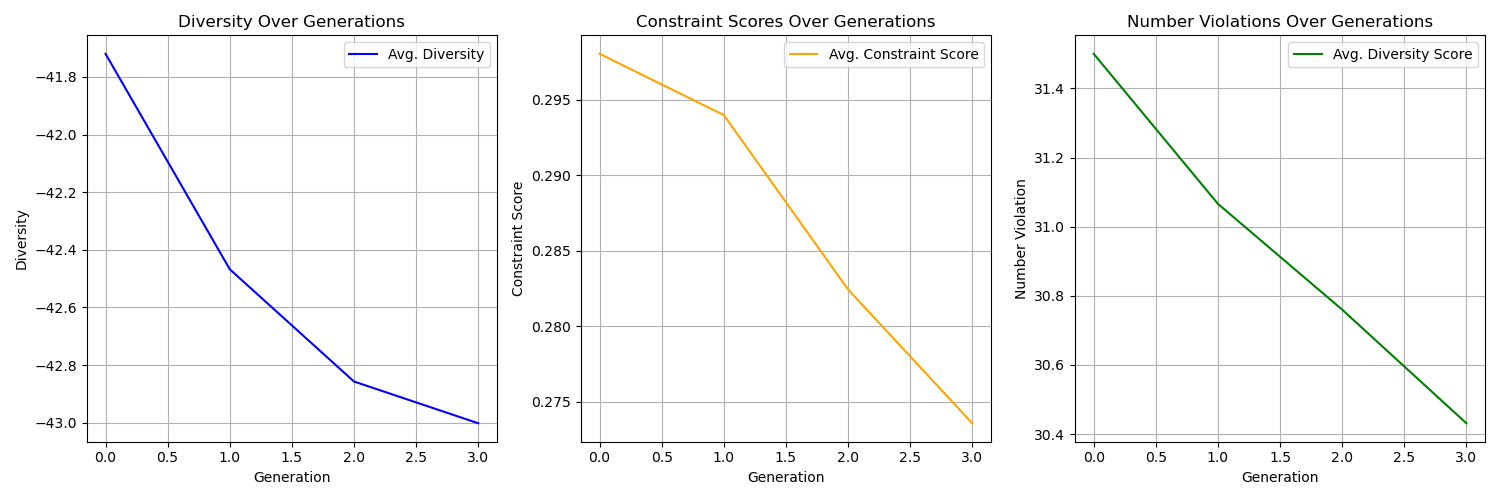 Diversity Over Generations
Avg. Diversity
−41.8
−42.0
−42.2
−42.4
−42.6
−42.8
−43.0
Diversity
0.0 0.5 1.0 1.5 2.0 2.5 3.0
Generation
Constraint Scores Over Generations
Avg. Constraint Score
0.295
0.290
0.285
0.280
0.275
Constraint Score
0.0 0.5 1.0 1.5 2.0 2.5 3.0
Generation
Number Violations Over Generations
Avg. Diversity Score
31.4
31.2
31.0
30.8
30.6
30.4
Number Violation
0.0 0.5 1.0 1.5 2.0 2.5 3.0
Generation